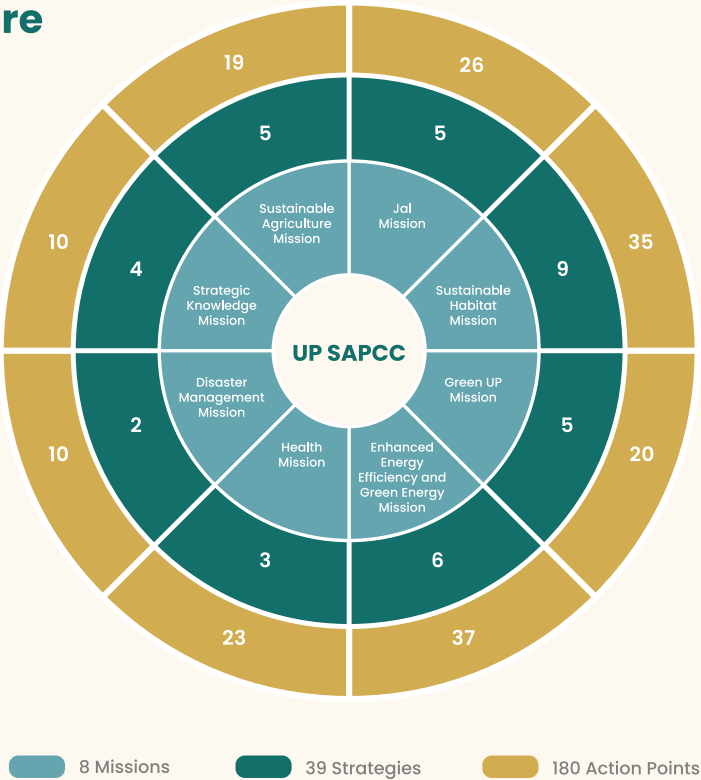 re
19
26
5
5
Sustainable
Agriculture
Mission
Jal
Mission
10
4
Strategic
Knowledge
Mission
Sustainable
Habitat
Mission
9
35
UP SAPCC
Disaster
Management
Mission
Green UP
Mission
10
2
Health
Mission
Enhanced
Energy
Efficiency and
Green Energy
Mission
5
20
3
6
23
37
8 Missions
39 Strategies
180 Action Points